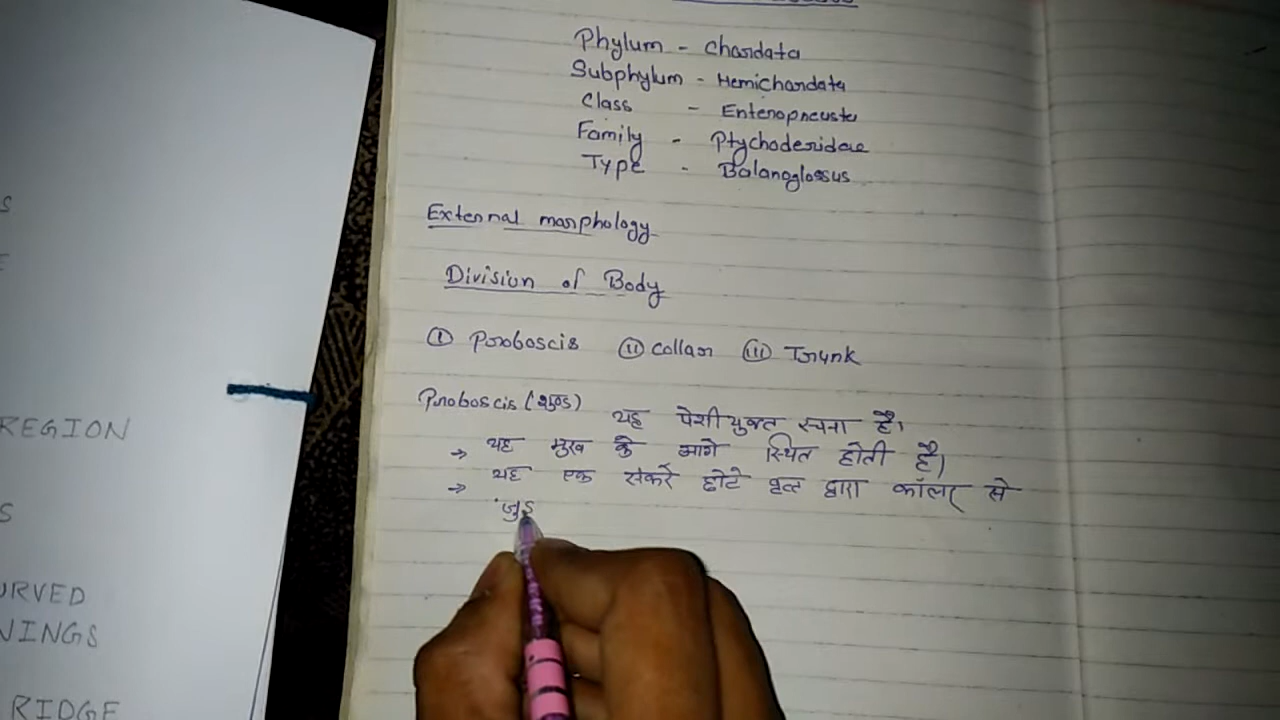 Phylum - Chordata
Subphylum - Hemichordata
Class - Enteropneusta
Family - Ptychoderidae
Type - Balanoglossus
External morphology
Division of Body
(i) Proboscis (ii) Collar (iii) Trunk
Proboscis (शुण्ड)
यह पेशीयुक्त रचना है।
→ यह मुख के आगे स्थित होती है।
→ यह एक संकरे छोटे वृन्त द्वारा कॉलर से
जुड़
REGION
URVED
NINGS
RIDGE